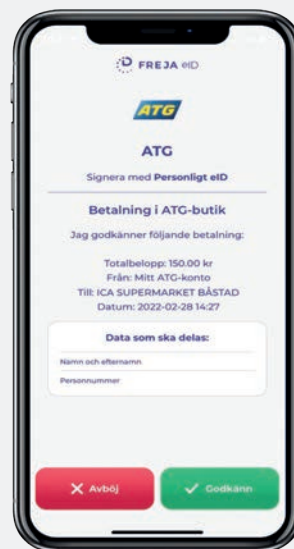 FREJA eID
ATG
ATG
Signera med Personligt eID
Betalning i ATG-butik
Jag godkänner följande betalning:
Totalbelopp: 150.00 kr
Från: Mitt ATG-konto
Till: ICA SUPERMARKET BÅSTAD
Datum: 2022-02-28 14:27
Data som ska delas:
Namn och efternamn
Personnummer
Avböj
Godkänn